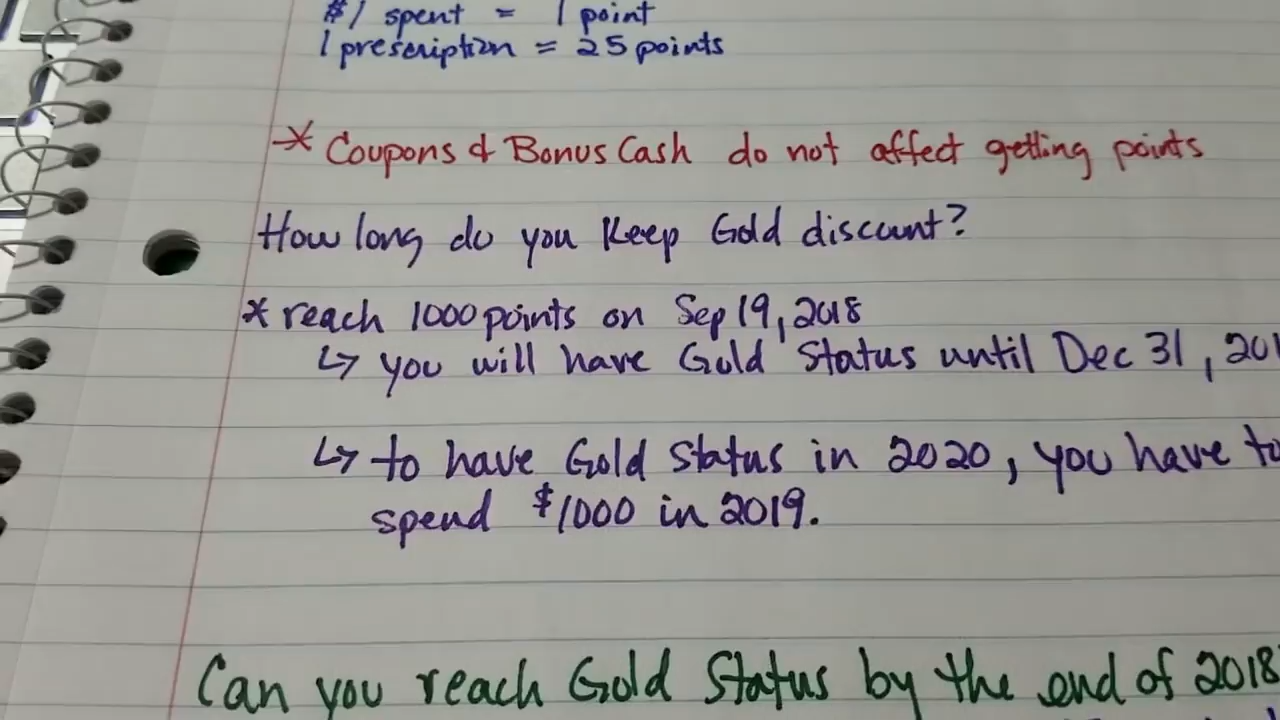 $1 spent = 1 point
1 prescription = 25 points
* Coupons & Bonus Cash do not affect getting points
How long do you keep Gold discount?
* reach 1000 points on Sep 19, 2018
↳ you will have Gold Status until Dec 31, 201
↳ to have Gold Status in 2020, you have to
spend $1000 in 2019.
Can you reach Gold Status by the end of 2018